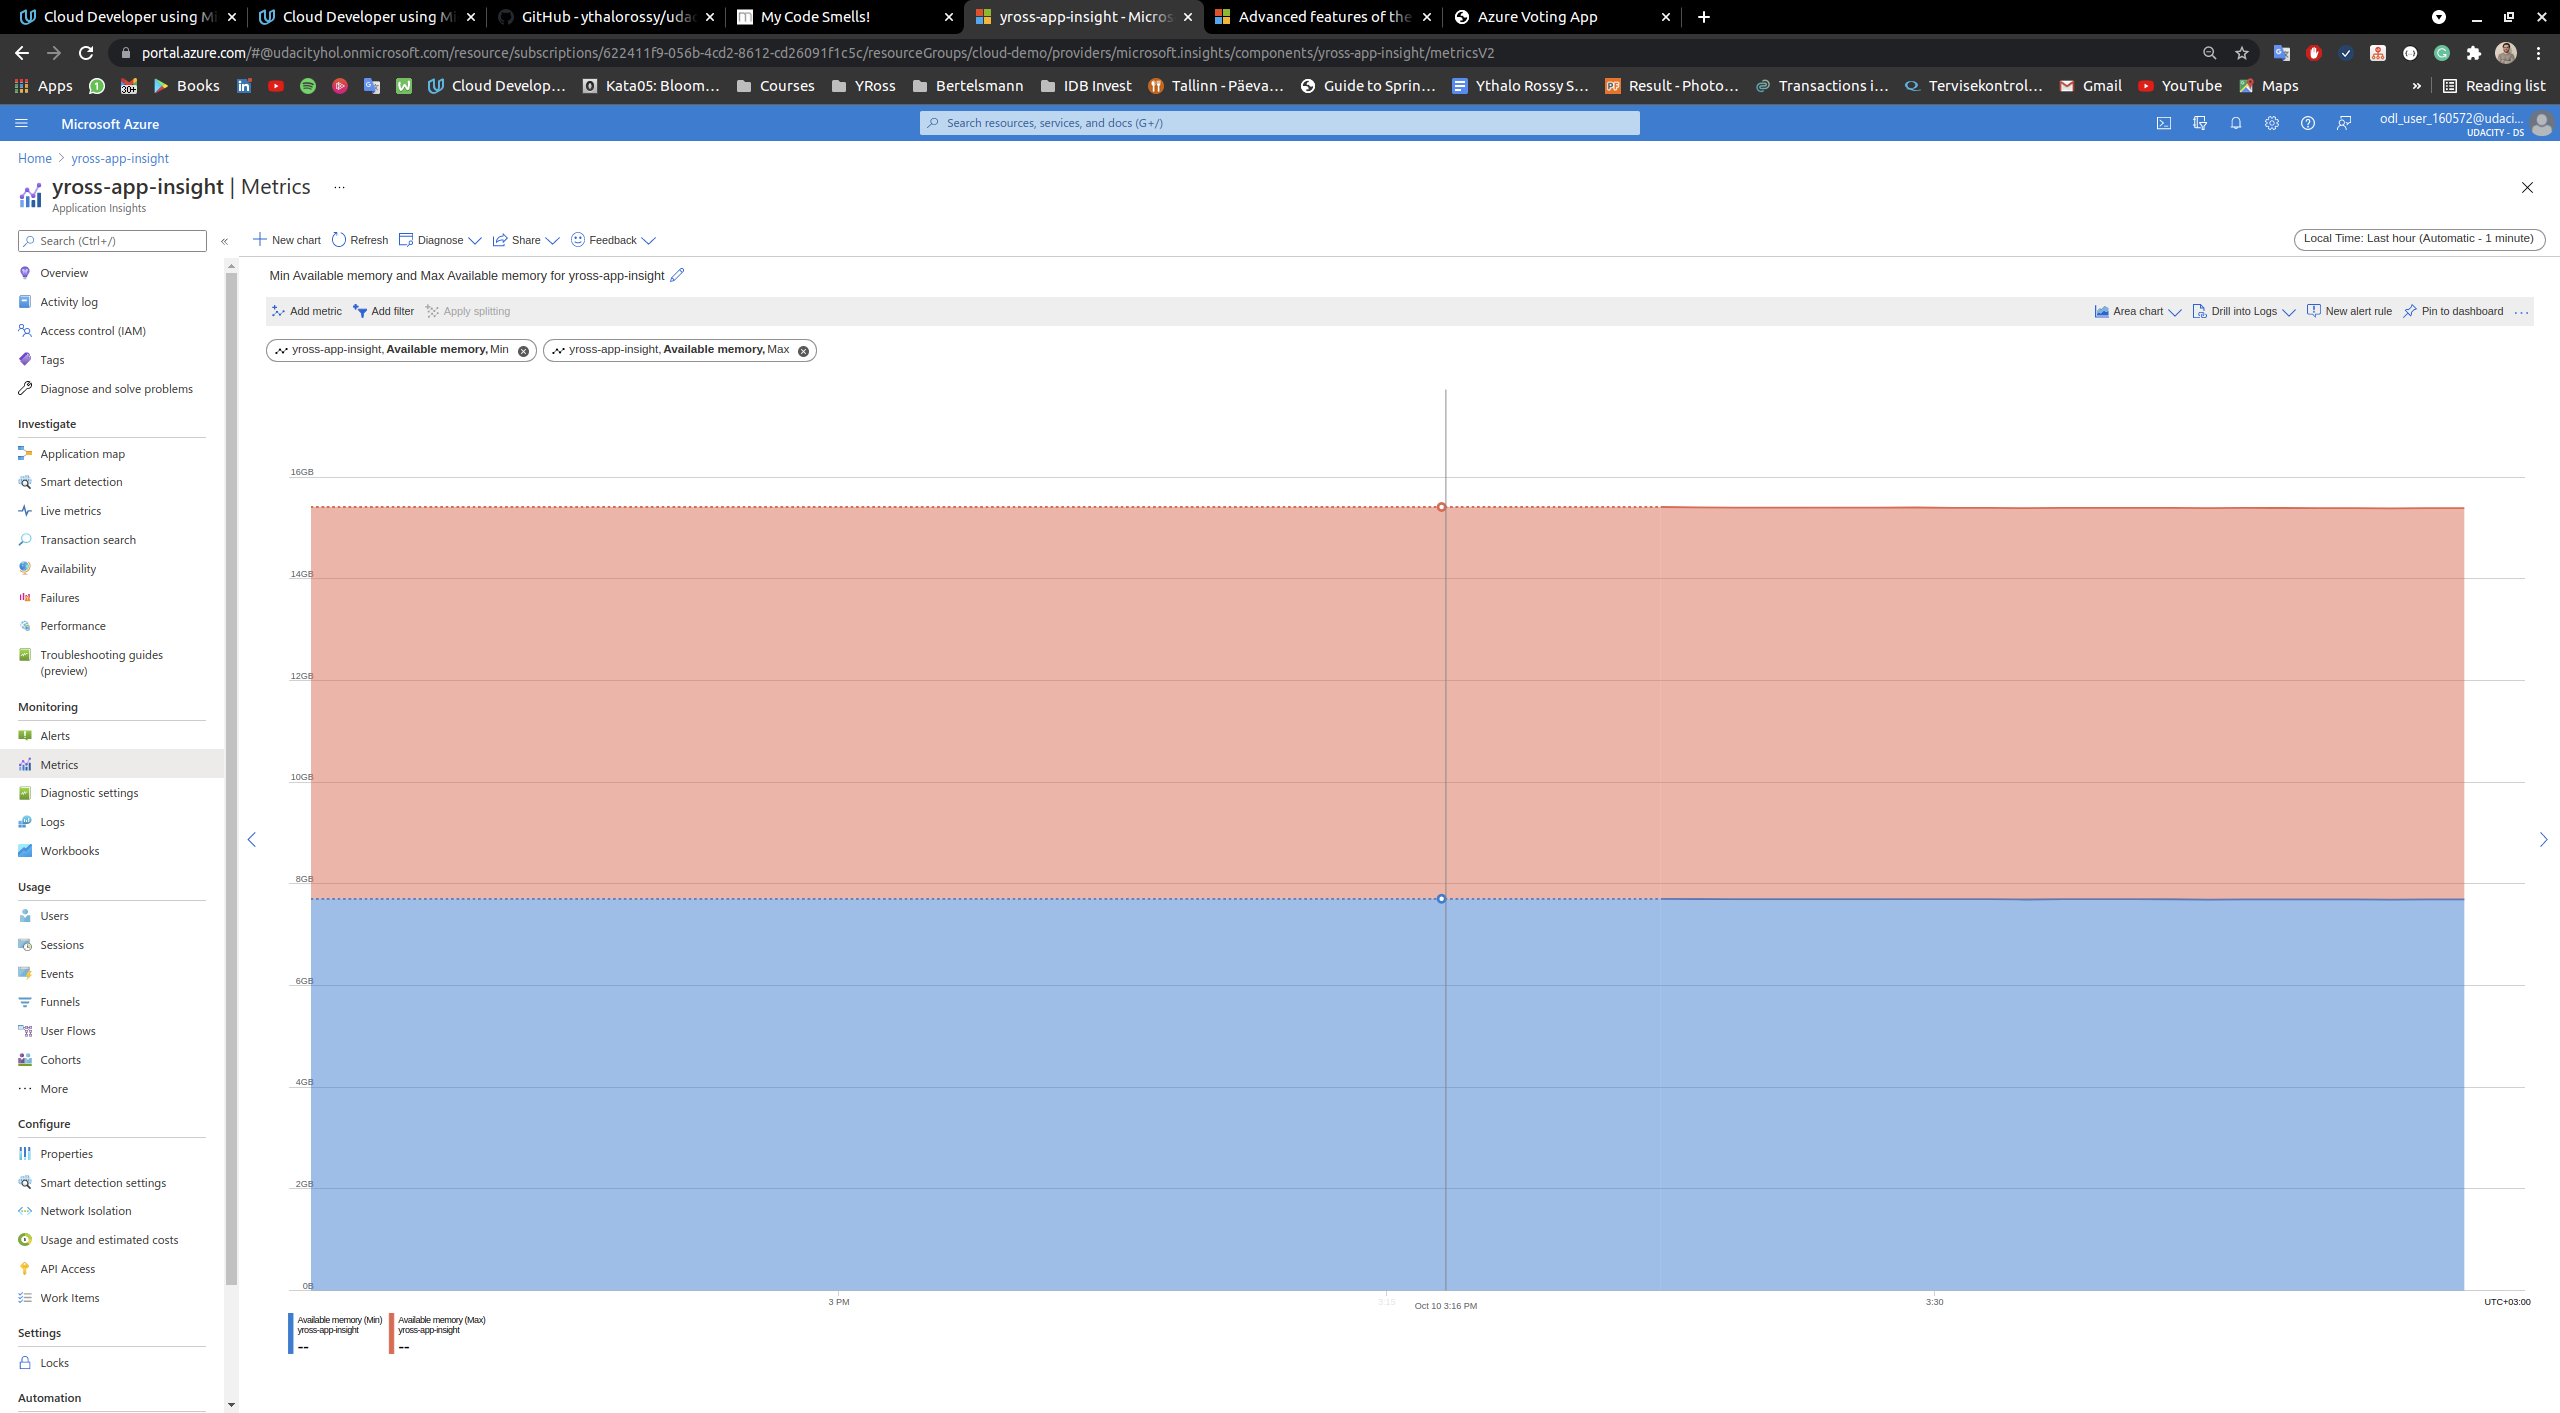 Cloud Developer using Mi
Cloud Developer using Mi
GitHub - ythalorossy/udac
My Code Smells!
yross-app-insight - Micros
Advanced features of the
Azure Voting App
portal.azure.com/#@udacityhol.onmicrosoft.com/resource/subscriptions/622411f9-056b-4cd2-8612-cd26091f1c5c/resourceGroups/cloud-demo/providers/microsoft.insights/components/yross-app-insight/metricsV2
Apps
1
30+
Books
Cloud Develop...
Kata05: Bloom...
Courses
YRoss
Bertelsmann
IDB Invest
Tallinn - Päeva...
Guide to Sprin...
Ythalo Rossy S...
Result - Photo...
Transactions i...
Tervisekontrol...
Gmail
YouTube
Maps
»
Reading list
Microsoft Azure
Search resources, services, and docs (G+/)
odl_user_160572@udaci...
UDACITY - DS
Home > yross-app-insight
yross-app-insight | Metrics ...
Application Insights
Search (Ctrl+/)
«
New chart
Refresh
Diagnose
Share
Feedback
Local Time: Last hour (Automatic - 1 minute)
Overview
Activity log
Access control (IAM)
Tags
Diagnose and solve problems
Investigate
Application map
Smart detection
Live metrics
Transaction search
Availability
Failures
Performance
Troubleshooting guides
(preview)
Monitoring
Alerts
Metrics
Diagnostic settings
Logs
Workbooks
Usage
Users
Sessions
Events
Funnels
User Flows
Cohorts
... More
Configure
Properties
Smart detection settings
Network Isolation
Usage and estimated costs
API Access
Work Items
Settings
Locks
Automation
Min Available memory and Max Available memory for yross-app-insight
Add metric
Add filter
Apply splitting
Area chart
Drill into Logs
New alert rule
Pin to dashboard
...
yross-app-insight, Available memory, Min
yross-app-insight, Available memory, Max
16GB
14GB
12GB
10GB
8GB
6GB
4GB
2GB
0B
3 PM
3:15
Oct 10 3:16 PM
3:30
UTC+03:00
Available memory (Min)
yross-app-insight
--
Available memory (Max)
yross-app-insight
--